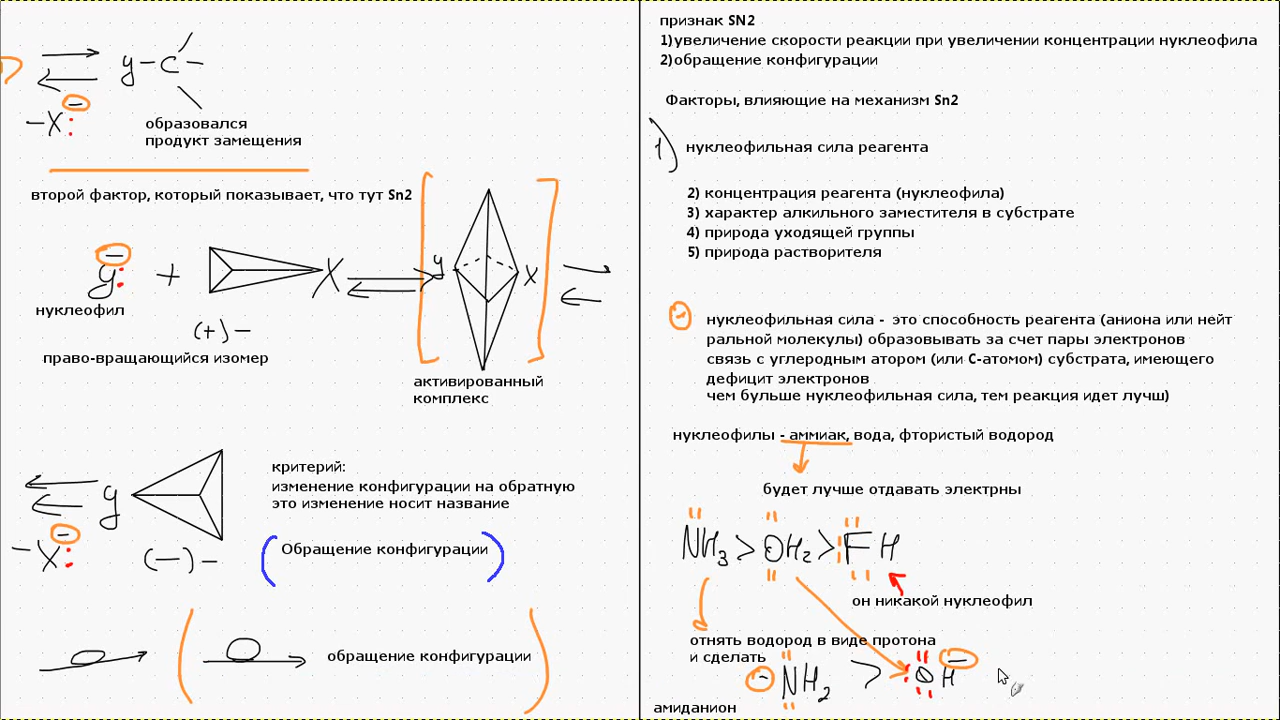 y - C -
- X :
образовался
продукт замещения
второй фактор, который показывает, что тут Sn2
y: + X y X
нуклеофил
(+) -
право-вращающийся изомер
активированный
комплекс
y
- X :
(-) -
критерий:
изменение конфигурации на обратную
это изменение носит название
Обращение конфигурации
обращение конфигурации
признак SN2
1)увеличение скорости реакции при увеличении концентрации нуклеофила
2)обращение конфигурации
Факторы, влияющие на механизм Sn2
1) нуклеофильная сила реагента
2) концентрация реагента (нуклеофила)
3) характер алкильного заместителя в субстрате
4) природа уходящей группы
5) природа растворителя
нуклеофильная сила - это способность реагента (аниона или нейт
ральной молекулы) образовывать за счет пары электронов
связь с углеродным атором (или С-атомом) субстрата, имеющего
дефицит электронов
чем бульше нуклеофильная сила, тем реакция идет лучш)
нуклеофилы - аммиак, вода, фтористый водород
будет лучше отдавать электрны
NH3 > OH2 > FH
он никакой нуклеофил
отнять водород в виде протона
и сделать
- NH2 > OH -
амиданион